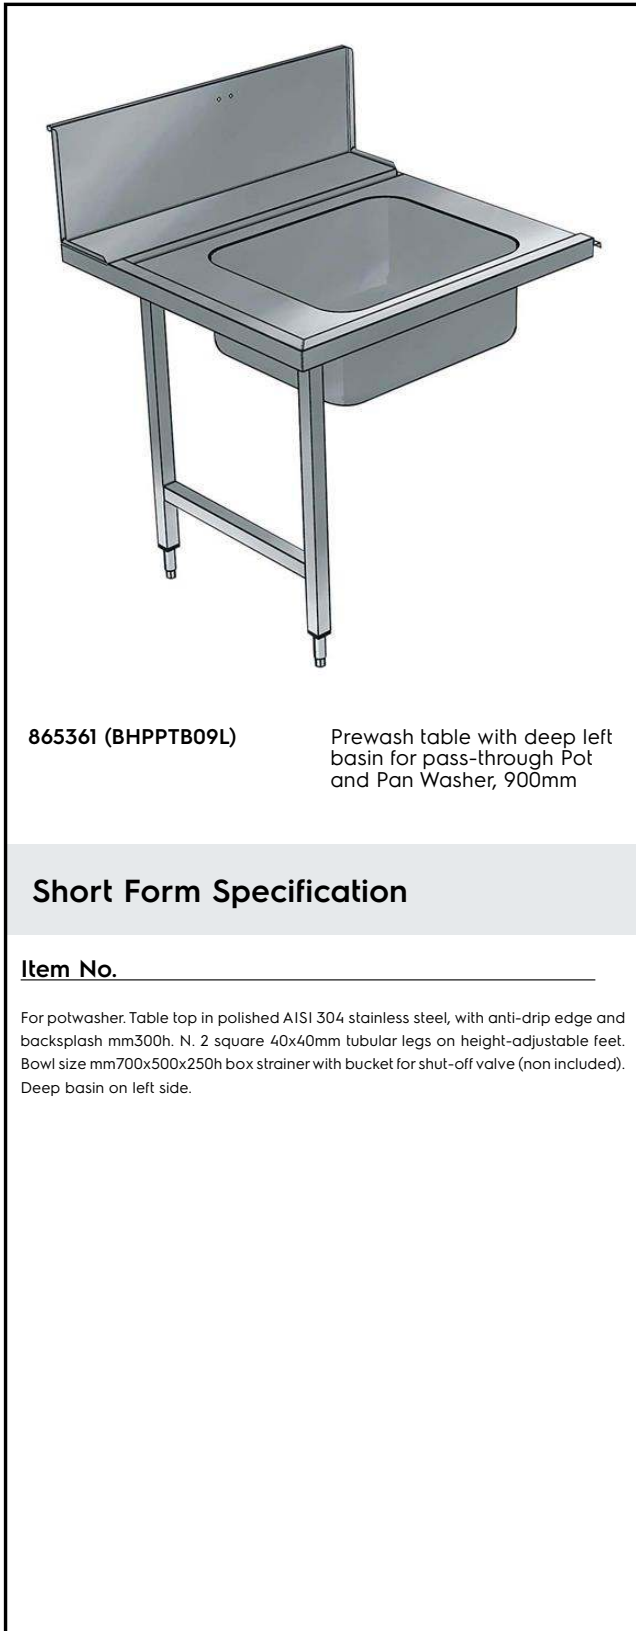 865361 (BHPPTB09L)
Prewash table with deep left
basin for pass-through Pot
and Pan Washer, 900mm
Short Form Specification
Item No.
For potwasher. Table top in polished AISI 304 stainless steel, with anti-drip edge and
backsplash mm300h. N. 2 square 40x40mm tubular legs on height-adjustable feet.
Bowl size mm700x500x250h box strainer with bucket for shut-off valve (non included).
Deep basin on left side.